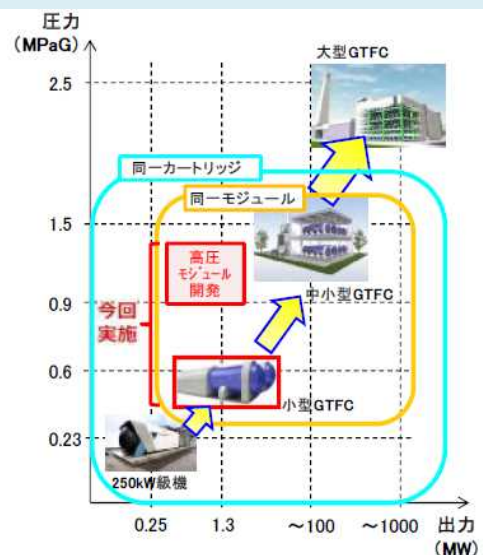 圧力
(MPaG)
大型GTFC
2.5
同一カートリッジ
同一モジュール
1.5
高圧
モジュール
開発
中小型GTFC
0.9
今回
実施
0.6
小型GTFC
0.23
250kW級機
0.25
1.3
～100
～1000
出力
(MW)